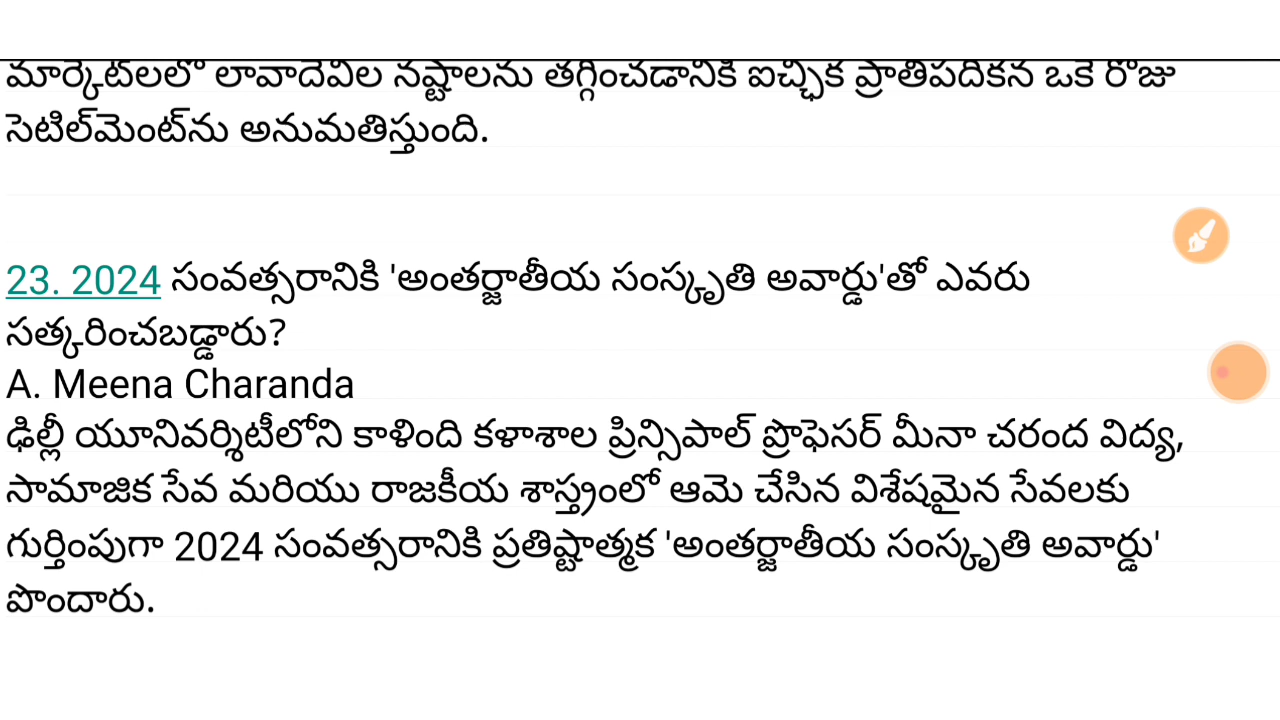 మార్కెట్‌లలో లావాదేవీల నష్టాలను తగ్గించడానికి ఐచ్ఛిక ప్రాతిపదికన ఒకే రోజు
సెటిల్‌మెంట్‌ను అనుమతిస్తుంది.
23. 2024 సంవత్సరానికి 'అంతర్జాతీయ సంస్కృతి అవార్డు'తో ఎవరు
సత్కరించబడ్డారు?
A. Meena Charanda
ఢిల్లీ యూనివర్శిటీలోని కాళింది కళాశాల ప్రిన్సిపాల్ ప్రొఫెసర్ మీనా చరంద విద్య,
సామాజిక సేవ మరియు రాజకీయ శాస్త్రంలో ఆమె చేసిన విశేషమైన సేవలకు
గుర్తింపుగా 2024 సంవత్సరానికి ప్రతిష్టాత్మక 'అంతర్జాతీయ సంస్కృతి అవార్డు'
పొందారు.